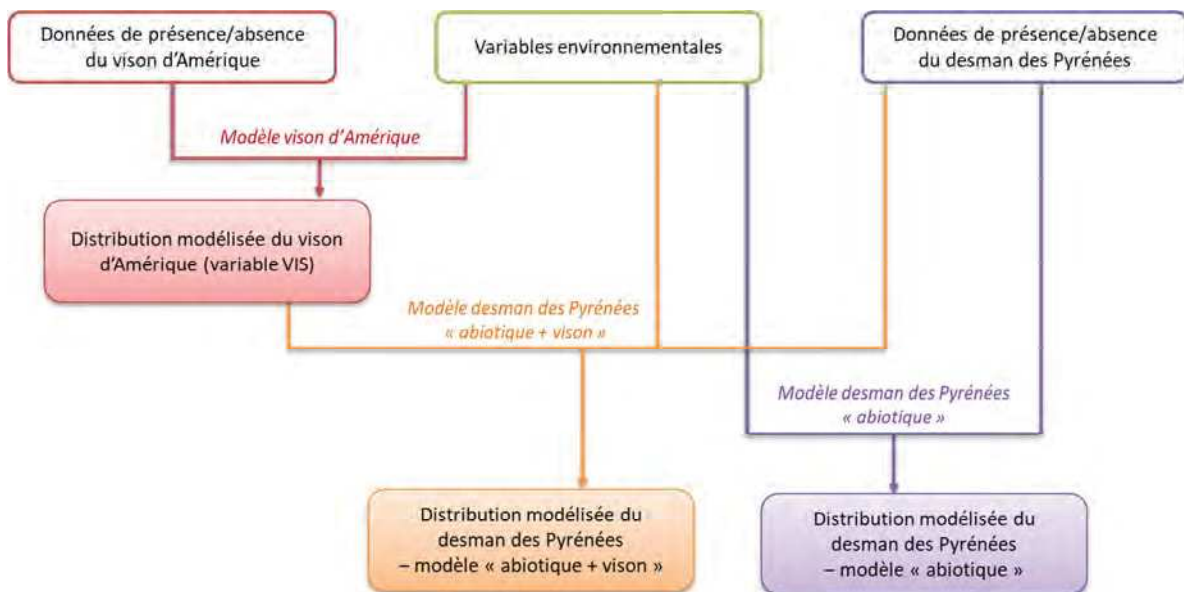 Données de présence/absence
du vison d'Amérique
Variables environnementales
Données de présence/absence
du desman des Pyrénées
Modèle vison d'Amérique
Distribution modélisée du vison
d'Amérique (variable VIS)
Modèle desman des Pyrénées
« abiotique + vison »
Modèle desman des Pyrénées
« abiotique »
Distribution modélisée du
desman des Pyrénées
– modèle « abiotique + vison »
Distribution modélisée du
desman des Pyrénées
– modèle « abiotique »